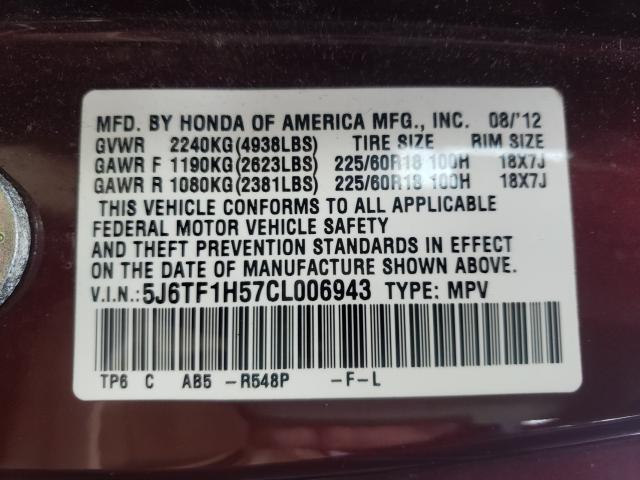 MFD. BY HONDA OF AMERICA MFG., INC. 08/'12
GVWR 2240KG(4938LBS) TIRE SIZE RIM SIZE
GAWR F 1190KG(2623LBS) 225/60R18 100H 18X7J
GAWR R 1080KG(2381LBS) 225/60R18 100H 18X7J
THIS VEHICLE CONFORMS TO ALL APPLICABLE
FEDERAL MOTOR VEHICLE SAFETY
AND THEFT PREVENTION STANDARDS IN EFFECT
ON THE DATE OF MANUFACTURE SHOWN ABOVE.
V.I.N.:5J6TF1H57CL006943 TYPE: MPV
TP6 C AB5 -R548P -F-L